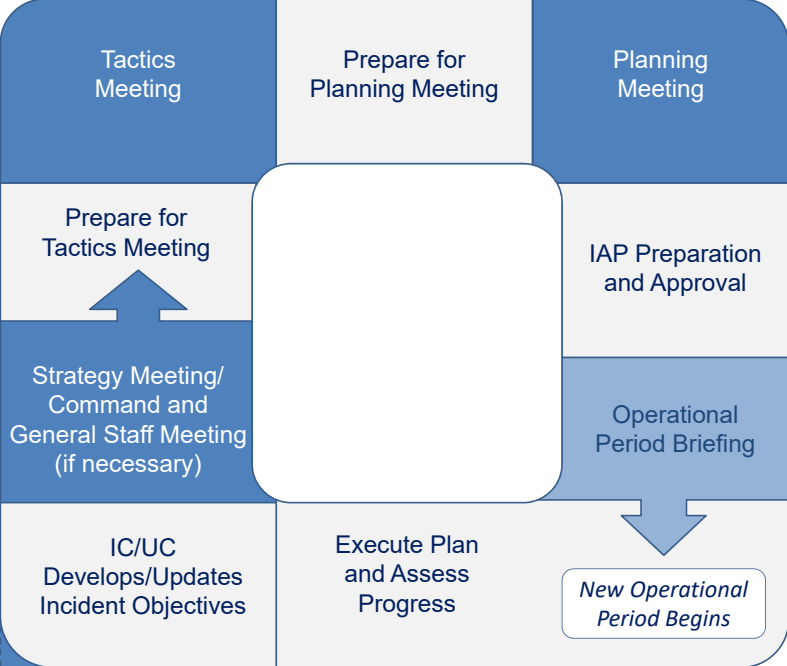 Tactics
Meeting
Prepare for
Planning Meeting
Planning
Meeting
Prepare for
Tactics Meeting
IAP Preparation
and Approval
Strategy Meeting/
Command and
General Staff Meeting
(if necessary)
Operational
Period Briefing
IC/UC
Develops/Updates
Incident Objectives
Execute Plan
and Assess
Progress
New Operational
Period Begins